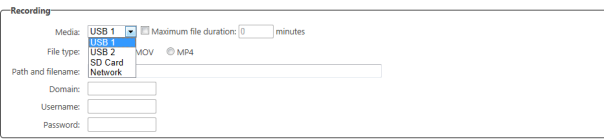 Recording
Media: USB 1 Maximum file duration: 0 minutes
USB 1
File type: USB 2 MOV MP4
SD Card
Path and filename: Network
Domain:
Username:
Password: